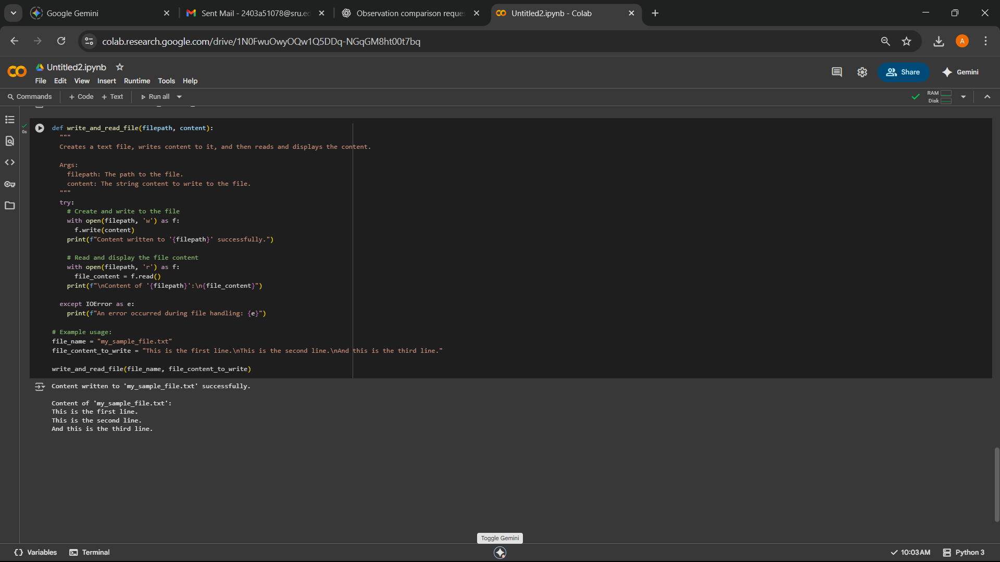 Google Gemini
Sent Mail - 2403a51078@sru.ec
Observation comparison reques
Untitled2.ipynb - Colab
colab.research.google.com/drive/1N0FwuOwyOQw1Q5DDq-NGqGM8ht00t7bq
A
Untitled2.ipynb
File Edit View Insert Runtime Tools Help
Share
Gemini
Commands + Code + Text Run all
RAM
Disk
0s
def write_and_read_file(filepath, content):
"""
Creates a text file, writes content to it, and then reads and displays the content.
Args:
filepath: The path to the file.
content: The string content to write to the file.
"""
try:
# Create and write to the file
with open(filepath, 'w') as f:
f.write(content)
print(f"Content written to '{filepath}' successfully.")
# Read and display the file content
with open(filepath, 'r') as f:
file_content = f.read()
print(f"\nContent of '{filepath}':\n{file_content}")
except IOError as e:
print(f"An error occurred during file handling: {e}")
# Example usage:
file_name = "my_sample_file.txt"
file_content_to_write = "This is the first line.\nThis is the second line.\nAnd this is the third line."
write_and_read_file(file_name, file_content_to_write)
Content written to 'my_sample_file.txt' successfully.
Content of 'my_sample_file.txt':
This is the first line.
This is the second line.
And this is the third line.
Toggle Gemini
Variables Terminal
10:03 AM Python 3